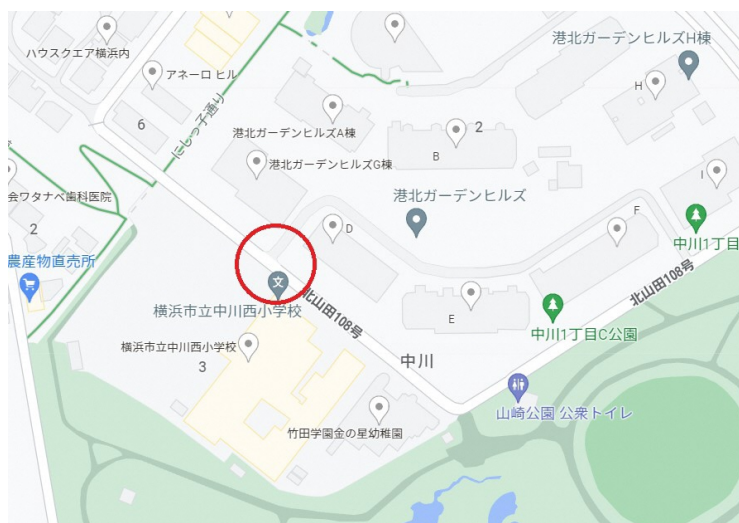 港北ガーデンヒルズH棟
ハウスクエア横浜内
アネーロ ヒル
H
6
にしっ子通り
港北ガーデンヒルズA棟
2
B
港北ガーデンヒルズG棟
I
会ワタナベ歯科医院
港北ガーデンヒルズ
2
D
F
中川1丁目
農産物直売所
文
北山田108号
横浜市立中川西小学校
北山田108号
E
中川1丁目C公園
横浜市立中川西小学校
3
中川
山崎公園 公衆トイレ
竹田学園金の星幼稚園